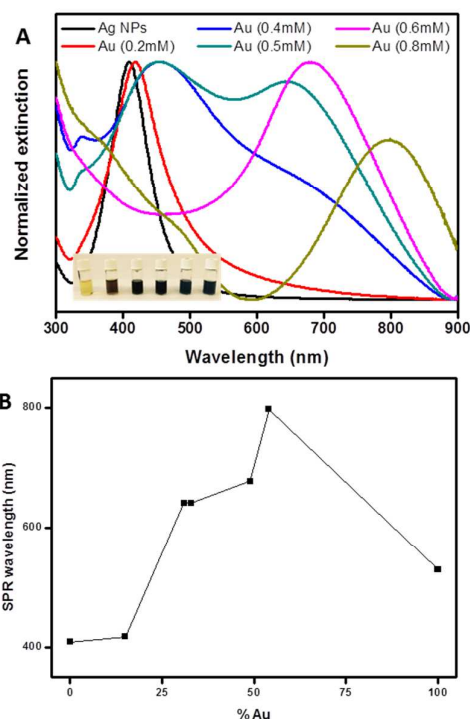 A
Ag NPs Au (0.4mM) Au (0.6mM)
Au (0.2mM) Au (0.5mM) Au (0.8mM)
Normalized extinction
300 400 500 600 700 800 900
Wavelength (nm)
B
800
600
400
SPR wavelength (nm)
0 25 50 75 100
% Au